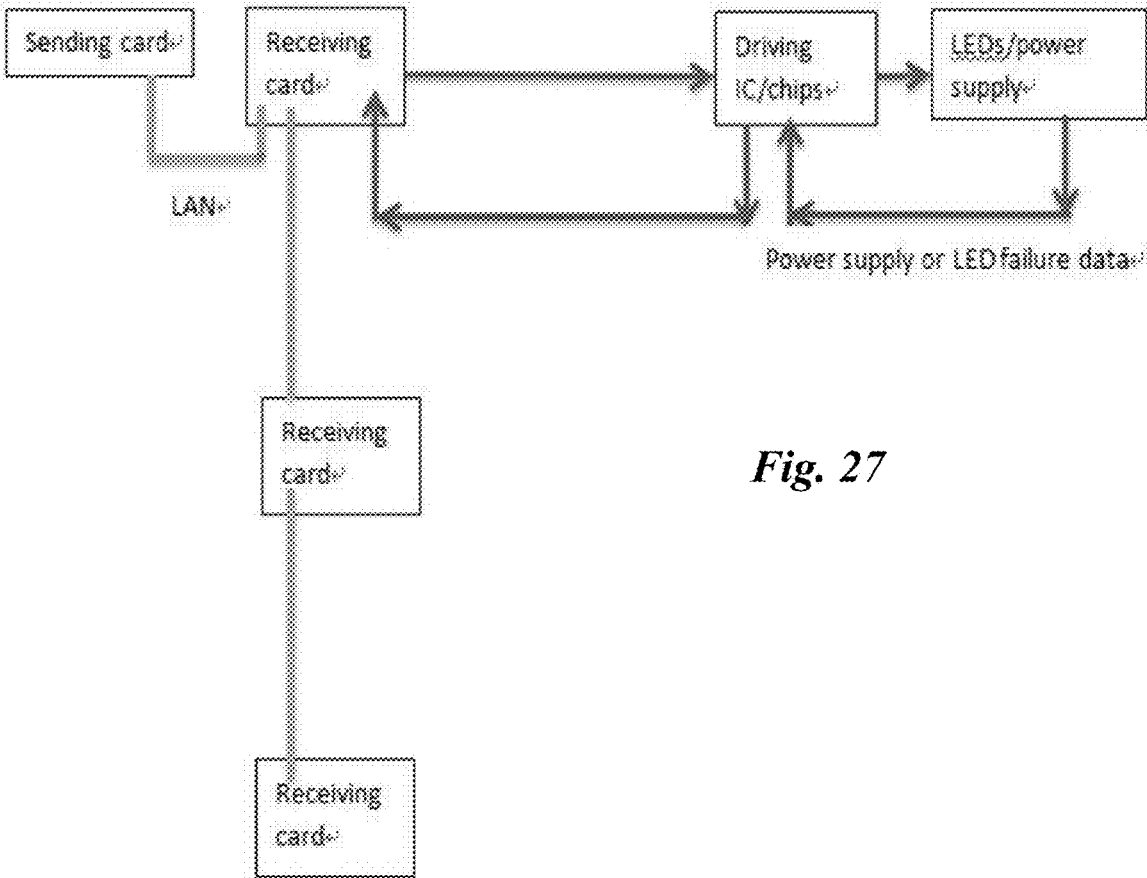 Sending card
Receiving
card
Driving
IC/chips
LEDs/power
supply
LAN
Power supply or LED failure data
Receiving
card
Fig. 27
Receiving
card